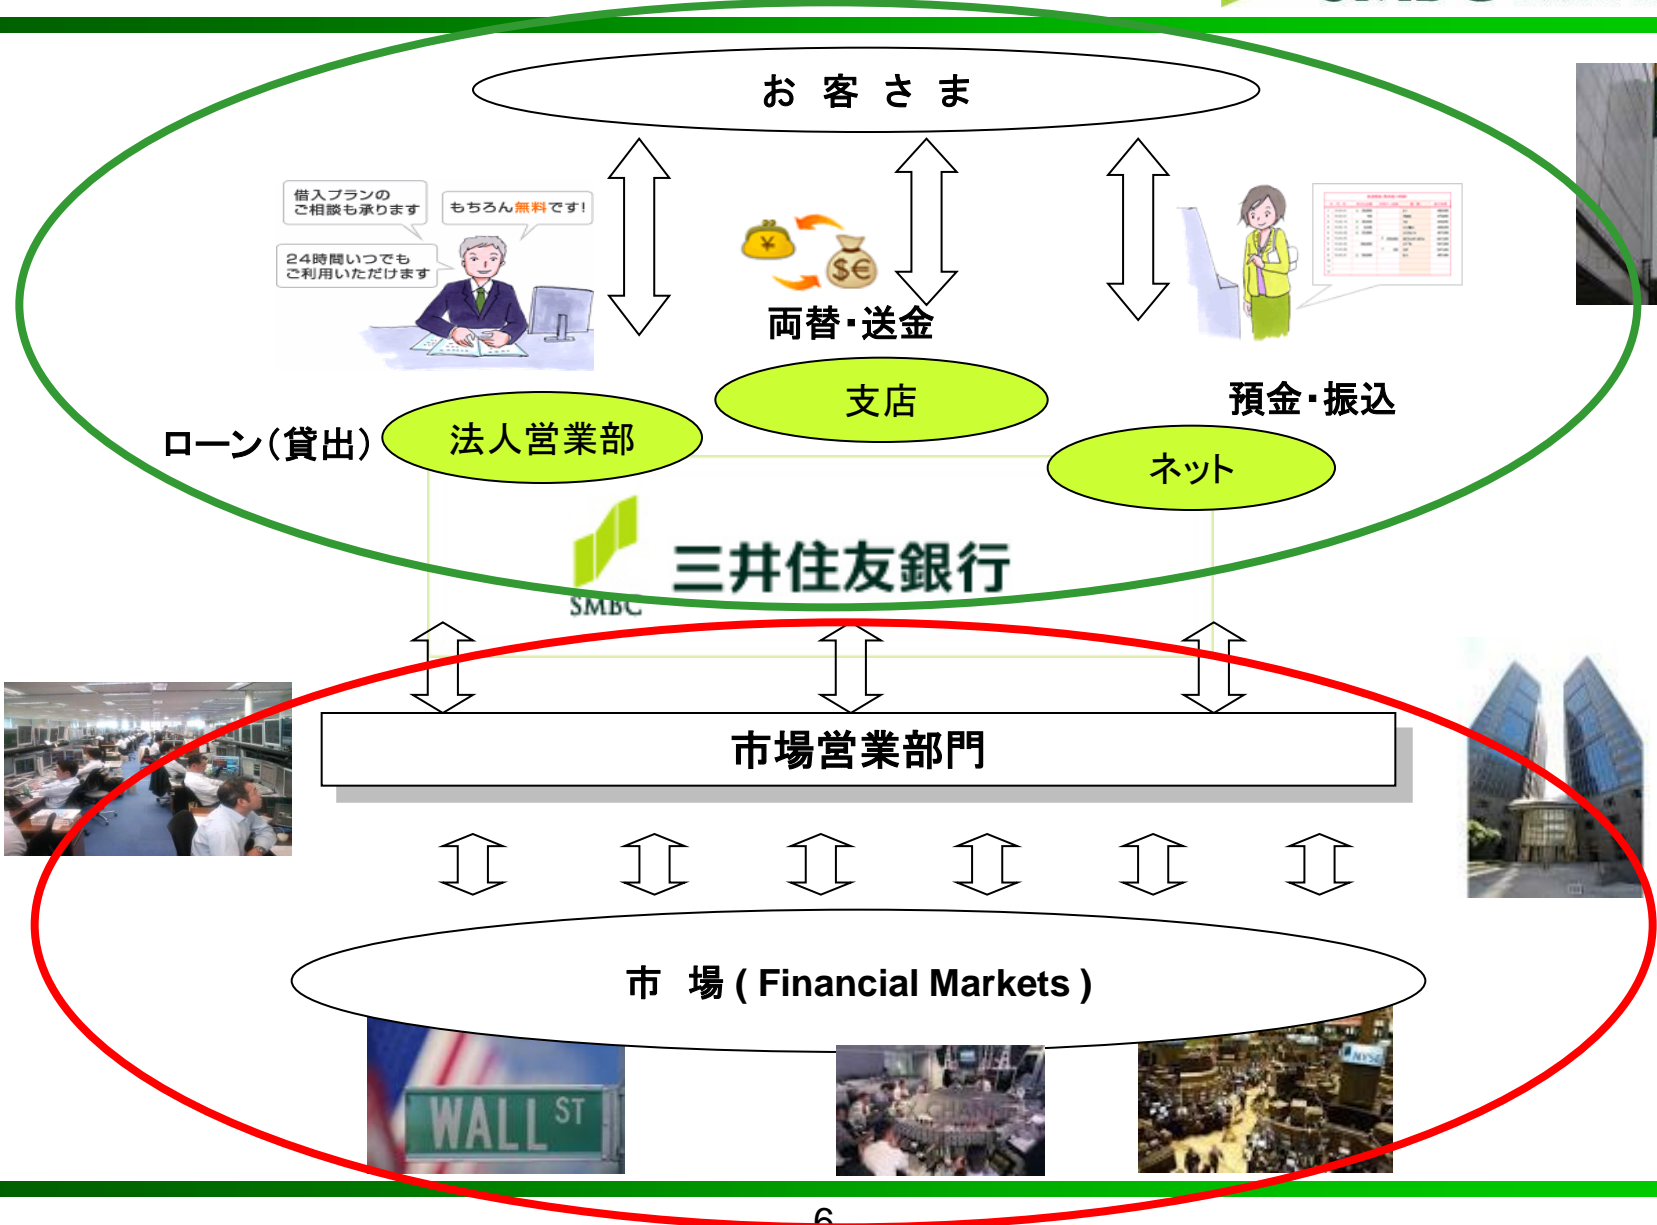 お 客 さ ま
借入プランの
ご相談も承ります
もちろん無料です!
24時間いつでも
ご利用いただけます
¥
$€
両替・送金
支店
預金・振込
ローン(貸出)
法人営業部
ネット
三井住友銀行
SMBC
市場営業部門
市 場 ( Financial Markets )
WALL ST
NYSE
6